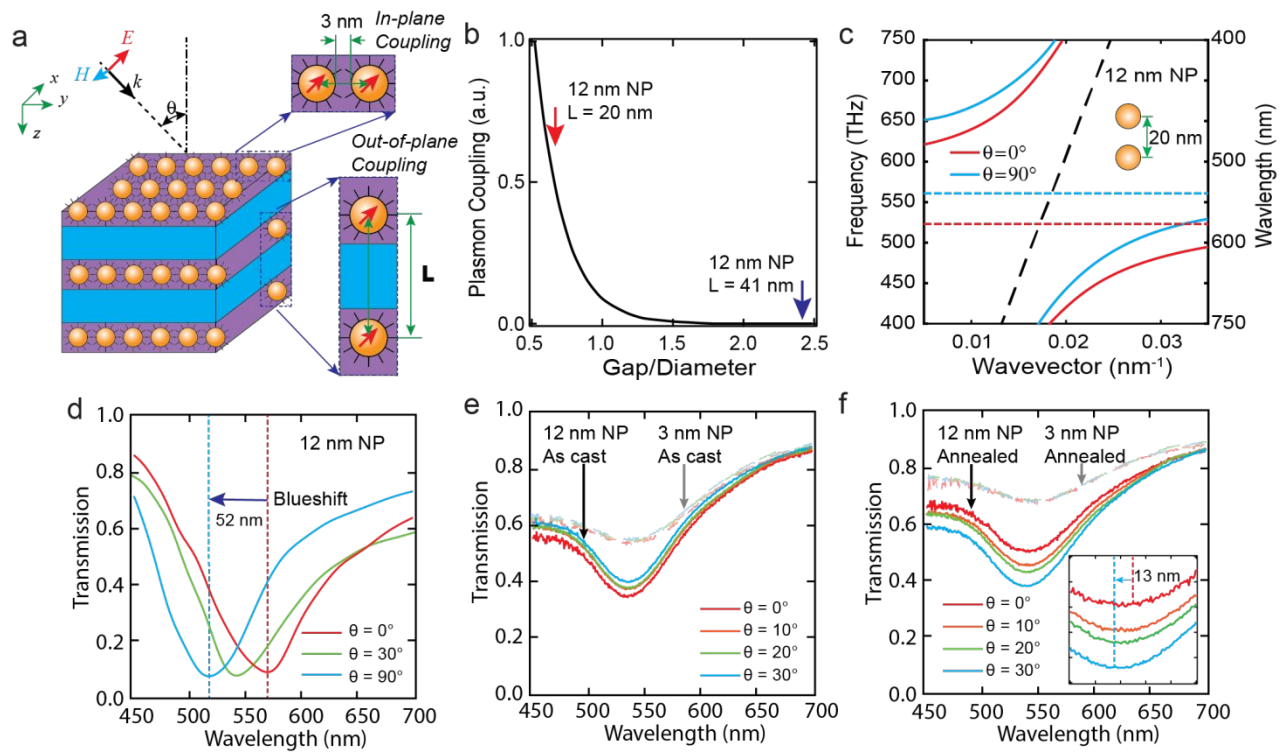 a
E
H
k
θ
x
y
z
3 nm
In-plane
Coupling
Out-of-plane
Coupling
L
b
Plasmon Coupling (a.u.)
1.0
0.5
0.0
12 nm NP
L = 20 nm
12 nm NP
L = 41 nm
0.5 1.0 1.5 2.0 2.5
Gap/Diameter
c
Frequency (THz)
750
700
650
600
550
500
450
400
12 nm NP
20 nm
θ=0°
θ=90°
400
500
600
750
Wavlength (nm)
0.01 0.02 0.03
Wavevector (nm-1)
d
Transmission
1.0
0.8
0.6
0.4
0.2
0.0
12 nm NP
Blueshift
52 nm
θ = 0°
θ = 30°
θ = 90°
450 500 550 600 650 700
Wavelength (nm)
e
Transmission
1.0
0.8
0.6
0.4
0.2
0.0
12 nm NP
As cast
3 nm NP
As cast
θ = 0°
θ = 10°
θ = 20°
θ = 30°
450 500 550 600 650 700
Wavelength (nm)
f
Transmission
1.0
0.8
0.6
0.4
0.2
0.0
12 nm NP
Annealed
3 nm NP
Annealed
13 nm
θ = 0°
θ = 10°
θ = 20°
θ = 30°
450 500 550 600 650 700
Wavelength (nm)